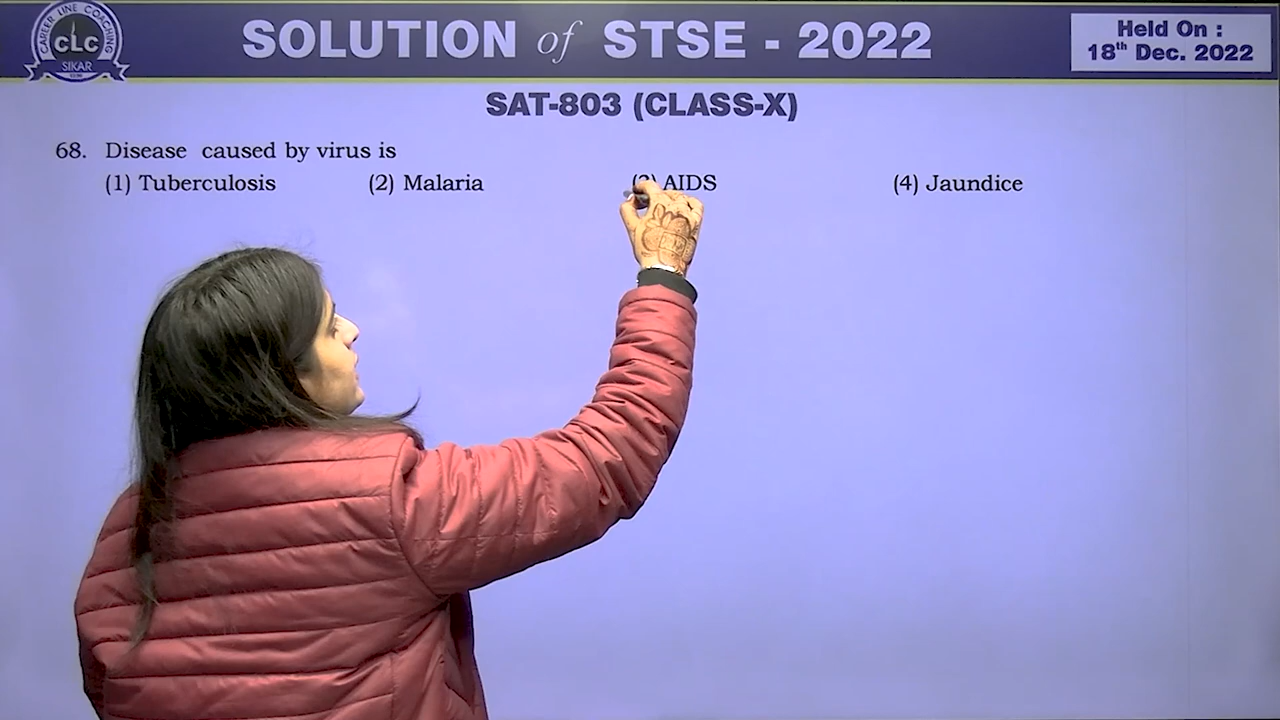 CAREER LINE COACHING
CLC
SIKAR
SOLUTION of STSE - 2022
Held On :
18th Dec. 2022
SAT-803 (CLASS-X)
68. Disease caused by virus is
(1) Tuberculosis (2) Malaria (3) AIDS (4) Jaundice